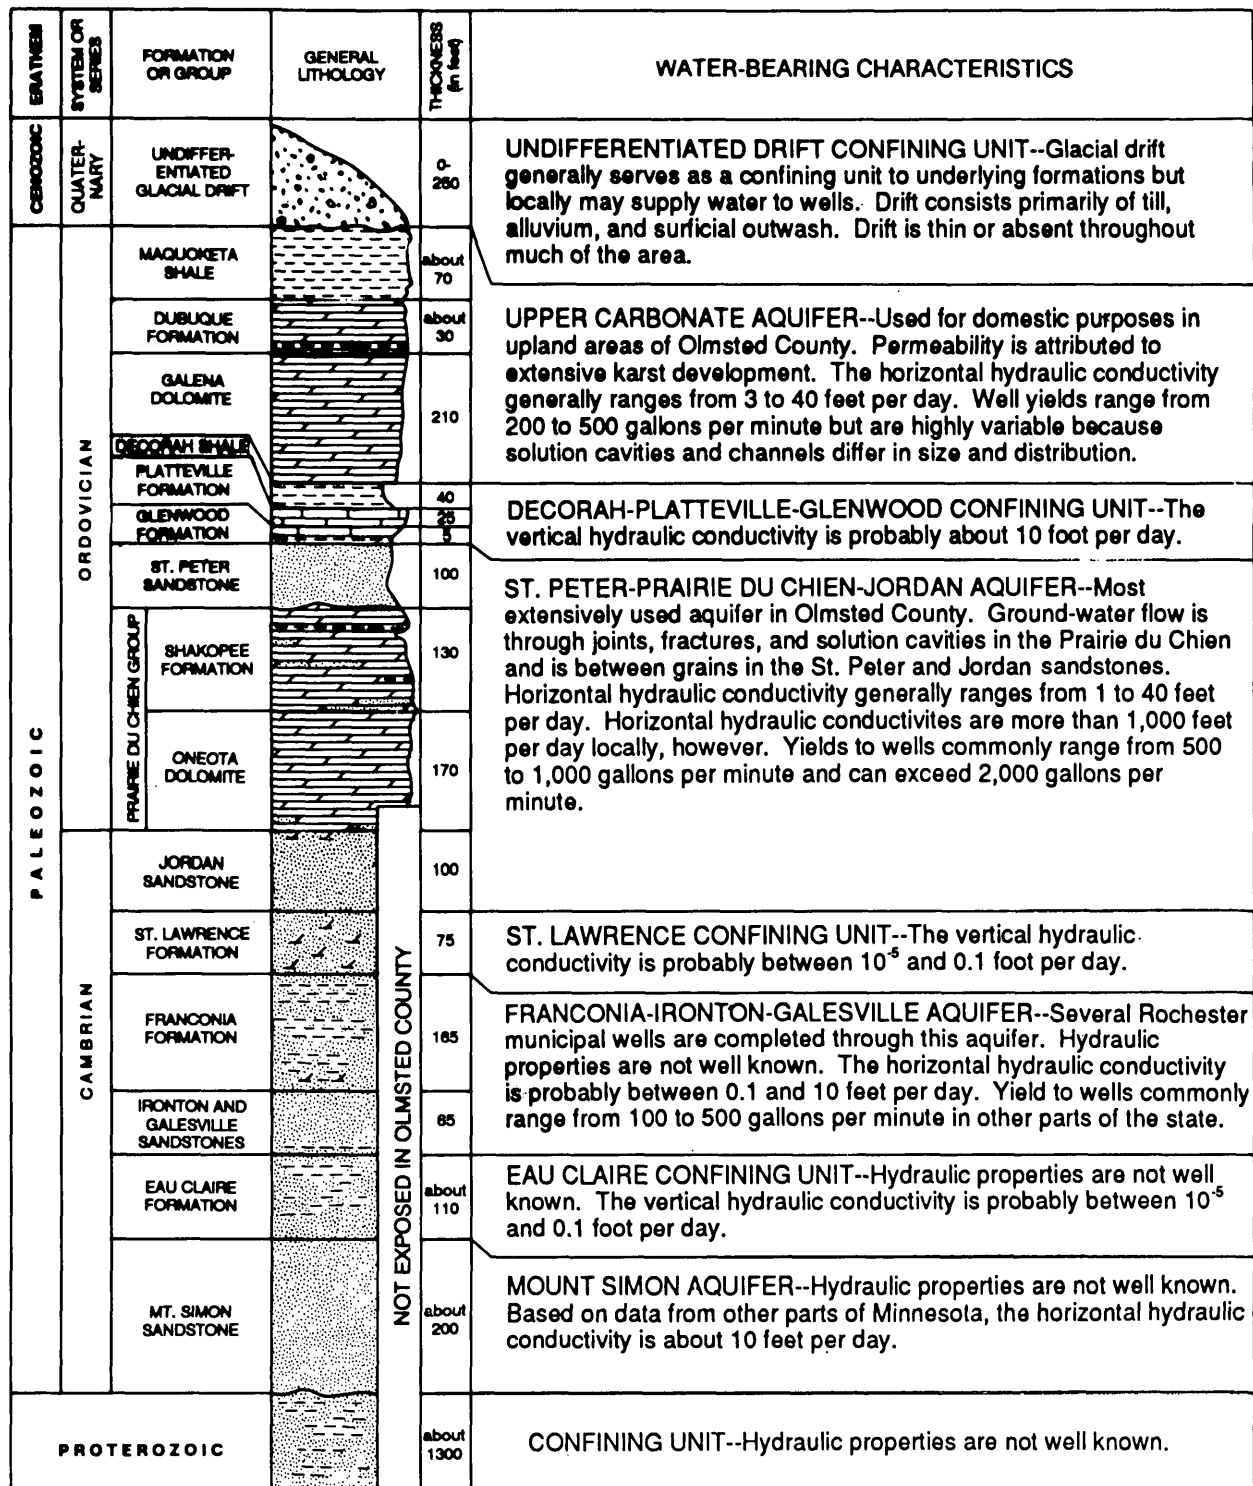 ERATHEM
SYSTEM OR
SERIES
FORMATION
OR GROUP
GENERAL
LITHOLOGY
THICKNESS
(in feet)
WATER-BEARING CHARACTERISTICS
CENOZOIC
QUATER-
NARY
UNDIFFER-
ENTIATED
GLACIAL DRIFT
0-
250
UNDIFFERENTIATED DRIFT CONFINING UNIT--Glacial drift
generally serves as a confining unit to underlying formations but
locally may supply water to wells. Drift consists primarily of till,
alluvium, and surficial outwash. Drift is thin or absent throughout
much of the area.
PALEOZOIC
ORDOVICIAN
MAQUOKETA
SHALE
about
70
DUBUQUE
FORMATION
about
30
UPPER CARBONATE AQUIFER--Used for domestic purposes in
upland areas of Olmsted County. Permeability is attributed to
extensive karst development. The horizontal hydraulic conductivity
generally ranges from 3 to 40 feet per day. Well yields range from
200 to 500 gallons per minute but are highly variable because
solution cavities and channels differ in size and distribution.
GALENA
DOLOMITE
210
DECORAH SHALE
40
PLATTEVILLE
FORMATION
25
GLENWOOD
FORMATION
5
DECORAH-PLATTEVILLE-GLENWOOD CONFINING UNIT--The
vertical hydraulic conductivity is probably about 10 foot per day.
ST. PETER
SANDSTONE
100
ST. PETER-PRAIRIE DU CHIEN-JORDAN AQUIFER--Most
extensively used aquifer in Olmsted County. Ground-water flow is
through joints, fractures, and solution cavities in the Prairie du Chien
and is between grains in the St. Peter and Jordan sandstones.
Horizontal hydraulic conductivity generally ranges from 1 to 40 feet
per day. Horizontal hydraulic conductivites are more than 1,000 feet
per day locally, however. Yields to wells commonly range from 500
to 1,000 gallons per minute and can exceed 2,000 gallons per
minute.
PRAIRIE DU CHIEN GROUP
SHAKOPEE
FORMATION
130
ONEOTA
DOLOMITE
170
CAMBRIAN
JORDAN
SANDSTONE
100
NOT EXPOSED IN OLMSTED COUNTY
ST. LAWRENCE
FORMATION
75
ST. LAWRENCE CONFINING UNIT--The vertical hydraulic
conductivity is probably between 10⁻⁵ and 0.1 foot per day.
FRANCONIA
FORMATION
165
FRANCONIA-IRONTON-GALESVILLE AQUIFER--Several Rochester
municipal wells are completed through this aquifer. Hydraulic
properties are not well known. The horizontal hydraulic conductivity
is probably between 0.1 and 10 feet per day. Yield to wells commonly
range from 100 to 500 gallons per minute in other parts of the state.
IRONTON AND
GALESVILLE
SANDSTONES
65
EAU CLAIRE
FORMATION
about
110
EAU CLAIRE CONFINING UNIT--Hydraulic properties are not well
known. The vertical hydraulic conductivity is probably between 10⁻⁵
and 0.1 foot per day.
MT. SIMON
SANDSTONE
about
200
MOUNT SIMON AQUIFER--Hydraulic properties are not well known.
Based on data from other parts of Minnesota, the horizontal hydraulic
conductivity is about 10 feet per day.
PROTEROZOIC
about
1300
CONFINING UNIT--Hydraulic properties are not well known.